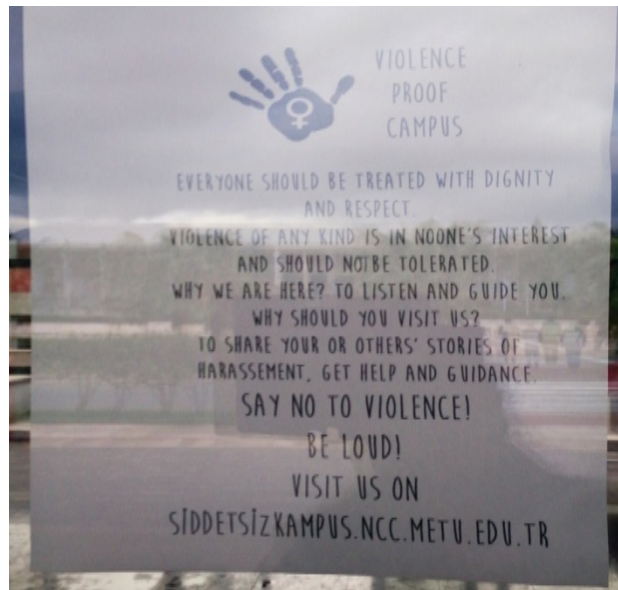 VIOLENCE
PROOF
CAMPUS
EVERYONE SHOULD BE TREATED WITH DIGNITY
AND RESPECT.
VIOLENCE OF ANY KIND IS IN NOONE'S INTEREST
AND SHOULD NOTBE TOLERATED.
WHY WE ARE HERE? TO LISTEN AND GUIDE YOU.
WHY SHOULD YOU VISIT US?
TO SHARE YOUR OR OTHERS' STORIES OF
HARASSEMENT, GET HELP AND GUIDANCE.
SAY NO TO VIOLENCE!
BE LOUD!
VISIT US ON
SİDDETSİZKAMPUS.NCC.METU.EDU.TR